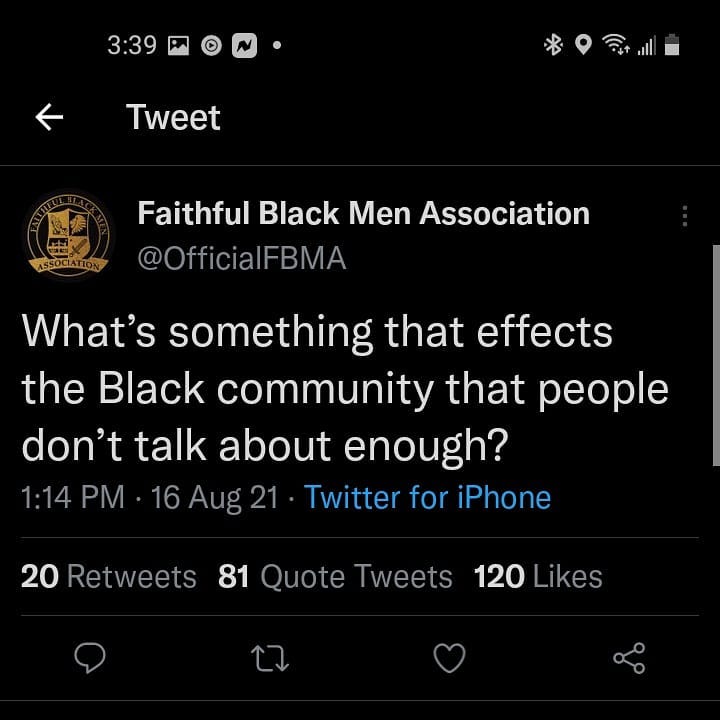 3:39
Tweet
FAITHFUL BLACK MEN
ASSOCIATION
Faithful Black Men Association
@OfficialFBMA
What’s something that effects
the Black community that people
don’t talk about enough?
1:14 PM · 16 Aug 21 · Twitter for iPhone
20 Retweets 81 Quote Tweets 120 Likes